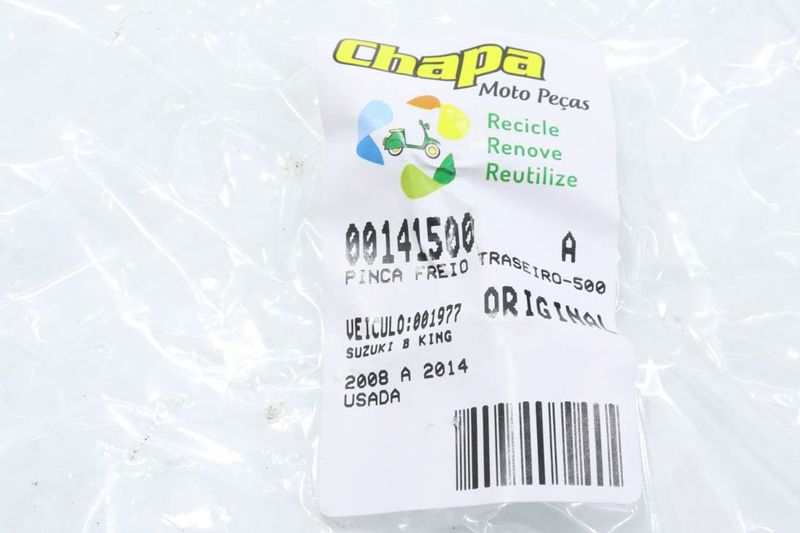 Chapa
Moto Peças
Recicle
Renove
Reutilize
00141500 A
PINCA FREIO TRASEIRO-500
VEICULO:001977 ORIGINAL
SUZUKI B KING
2008 A 2014
USADA